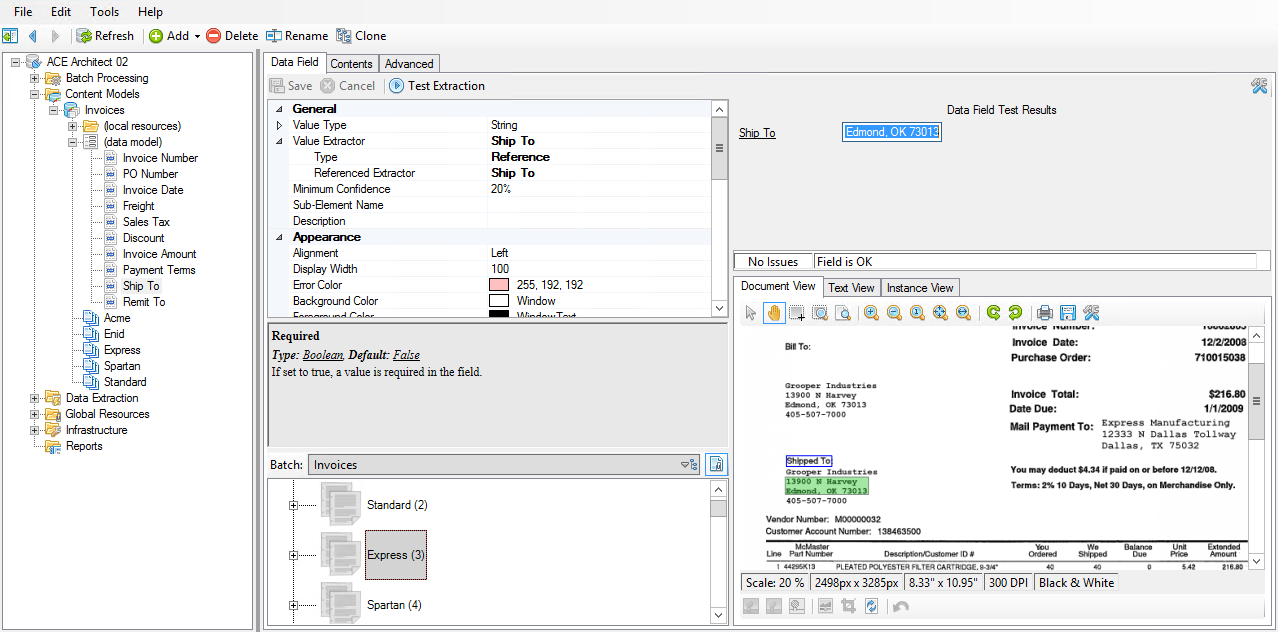 File Edit Tools Help
Refresh Add Delete Rename Clone
ACE Architect 02
Batch Processing
Content Models
Invoices
(local resources)
(data model)
Invoice Number
PO Number
Invoice Date
Freight
Sales Tax
Discount
Invoice Amount
Payment Terms
Ship To
Remit To
Acme
Enid
Express
Spartan
Standard
Data Extraction
Global Resources
Infrastructure
Reports
Data Field Contents Advanced
Save Cancel Test Extraction
General
Value Type String
Value Extractor Ship To
Type Reference
Referenced Extractor Ship To
Minimum Confidence 20%
Sub-Element Name
Description
Appearance
Alignment Left
Display Width 100
Error Color 255, 192, 192
Background Color Window
Foreground Color WindowText
Required
Type: Boolean, Default: False
If set to true, a value is required in the field.
Batch: Invoices
Standard (2)
Express (3)
Spartan (4)
Data Field Test Results
Ship To Edmond, OK 73013
No Issues Field is OK
Document View Text View Instance View
Invoice Number:
Bill To:
Invoice Date: 12/2/2008
Purchase Order: 710015038
Grooper Industries
13900 N Harvey
Edmond, OK 73013
405-507-7000
Invoice Total: $216.80
Date Due: 1/1/2009
Mail Payment To: Express Manufacturing
12333 N Dallas Tollway
Dallas, TX 75032
Shipped To:
Grooper Industries
13900 N Harvey
Edmond, OK 73013
405-507-7000
You may deduct $4.34 if paid on or before 12/12/08.
Terms: 2% 10 Days, Net 30 Days, on Merchandise Only.
Vendor Number: M00000032
Customer Account Number: 138463500
Line McMaster Part Number Description/Customer ID # You Ordered We Shipped Balance Due Unit Price Extended Amount
1 44295K13 PLEATED POLYESTER FILTER CARTRIDGE, 9-3/4" 40 40 0 5.42 216.80
Scale: 20 % 2498px x 3285px 8.33" x 10.95" 300 DPI Black & White